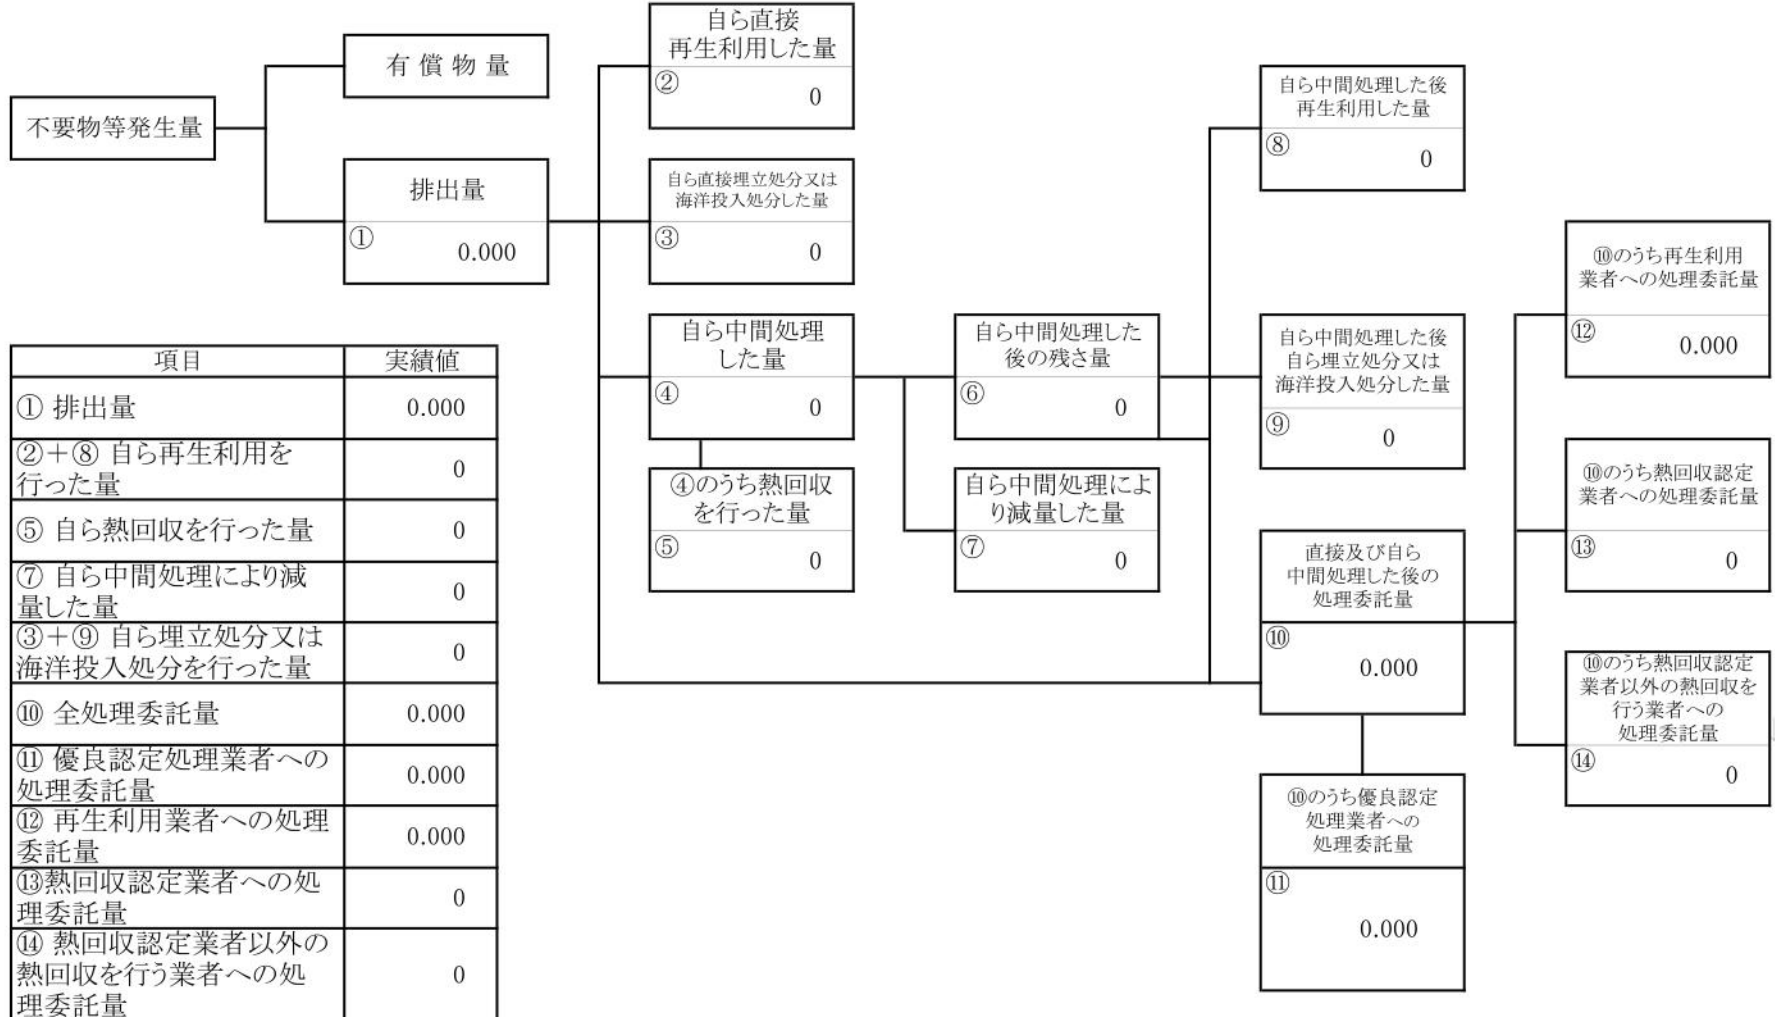 不要物等発生量
有償物量
排出量
①
0.000
自ら直接
再生利用した量
②
0
自ら直接埋立処分又は
海洋投入処分した量
③
0
自ら中間処理
した量
④
0
④のうち熱回収
を行った量
⑤
0
自ら中間処理した
後の残さ量
⑥
0
自ら中間処理によ
り減量した量
⑦
0
自ら中間処理した後
再生利用した量
⑧
0
自ら中間処理した後
自ら埋立処分又は
海洋投入処分した量
⑨
0
直接及び自ら
中間処理した後の
処理委託量
⑩
0.000
⑩のうち優良認定
処理業者への
処理委託量
⑪
0.000
⑩のうち再生利用
業者への処理委託量
⑫
0.000
⑩のうち熱回収認定
業者への処理委託量
⑬
0
⑩のうち熱回収認定
業者以外の熱回収を
行う業者への
処理委託量
⑭
0
項目 実績値
① 排出量 0.000
②＋⑧ 自ら再生利用を
行った量 0
⑤ 自ら熱回収を行った量 0
⑦ 自ら中間処理により減
量した量 0
③＋⑨ 自ら埋立処分又は
海洋投入処分を行った量 0
⑩ 全処理委託量 0.000
⑪ 優良認定処理業者への
処理委託量 0.000
⑫ 再生利用業者への処理
委託量 0.000
⑬熱回収認定業者への処
理委託量 0
⑭ 熱回収認定業者以外の
熱回収を行う業者への処 0
理委託量